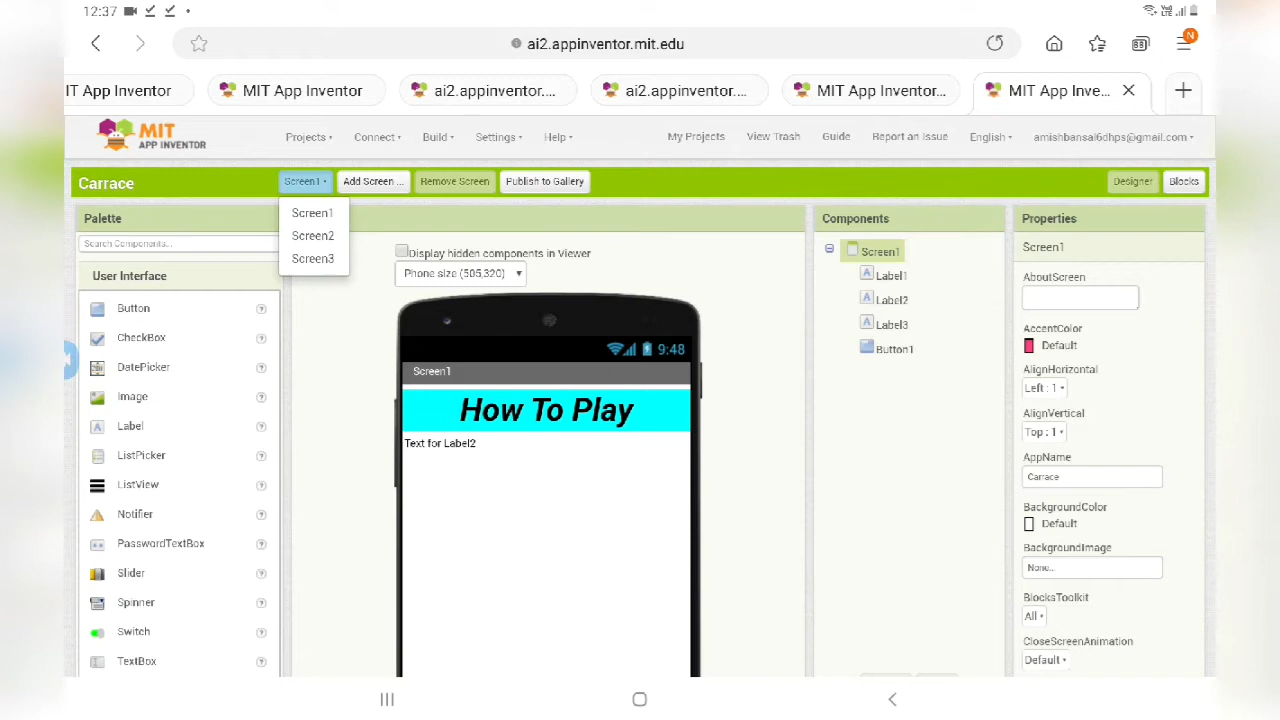 12:37
ai2.appinventor.mit.edu
N
IT App Inventor
MIT App Inventor
ai2.appinventor....
ai2.appinventor....
MIT App Inventor...
MIT App Inve...
MIT
APP INVENTOR
Projects
Connect
Build
Settings
Help
My Projects
View Trash
Guide
Report an Issue
English
amishbansal6dhps@gmail.com
Carrace
Screen1
Add Screen ...
Remove Screen
Publish to Gallery
Designer
Blocks
Screen1
Screen2
Screen3
Palette
Search Components...
User Interface
Button
CheckBox
DatePicker
Image
Label
ListPicker
ListView
Notifier
PasswordTextBox
Slider
Spinner
Switch
TextBox
Display hidden components in Viewer
Phone size (505,320)
9:48
Screen1
How To Play
Text for Label2
Components
Screen1
Label1
Label2
Label3
Button1
Properties
Screen1
AboutScreen
AccentColor
Default
AlignHorizontal
Left : 1
AlignVertical
Top : 1
AppName
Carrace
BackgroundColor
Default
BackgroundImage
None...
BlocksToolkit
All
CloseScreenAnimation
Default